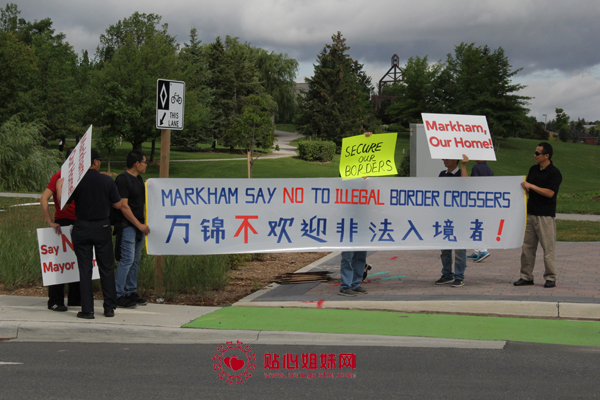 THIS
LANE
SECURE
OUR
BORDERS
Markham,
Our Home!
MARKHAM SAY NO TO ILLEGAL BORDER CROSSERS
万锦不欢迎非法入境者!
Say N
Mayor
贴心姐妹网